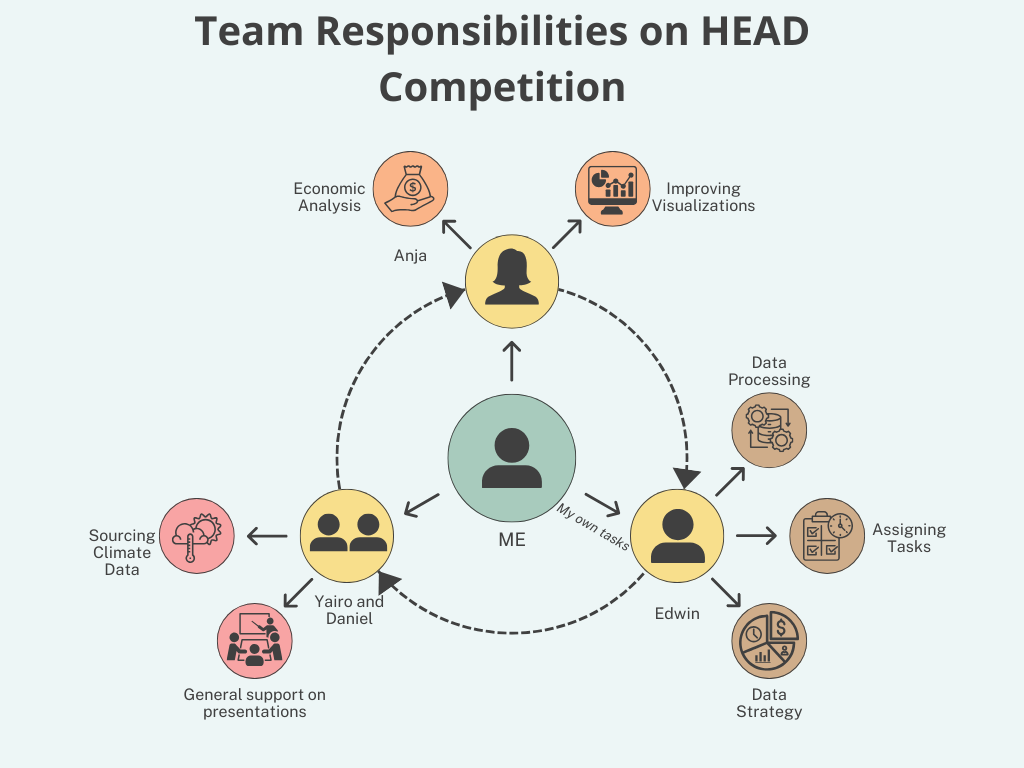 Team Responsibilities on HEAD
Competition
Economic
Analysis
Improving
Visualizations
Anja
Data
Processing
My own tasks
ME
Sourcing
Climate
Data
Assigning
Tasks
Yairo and
Daniel
Edwin
General support on
presentations
Data
Strategy